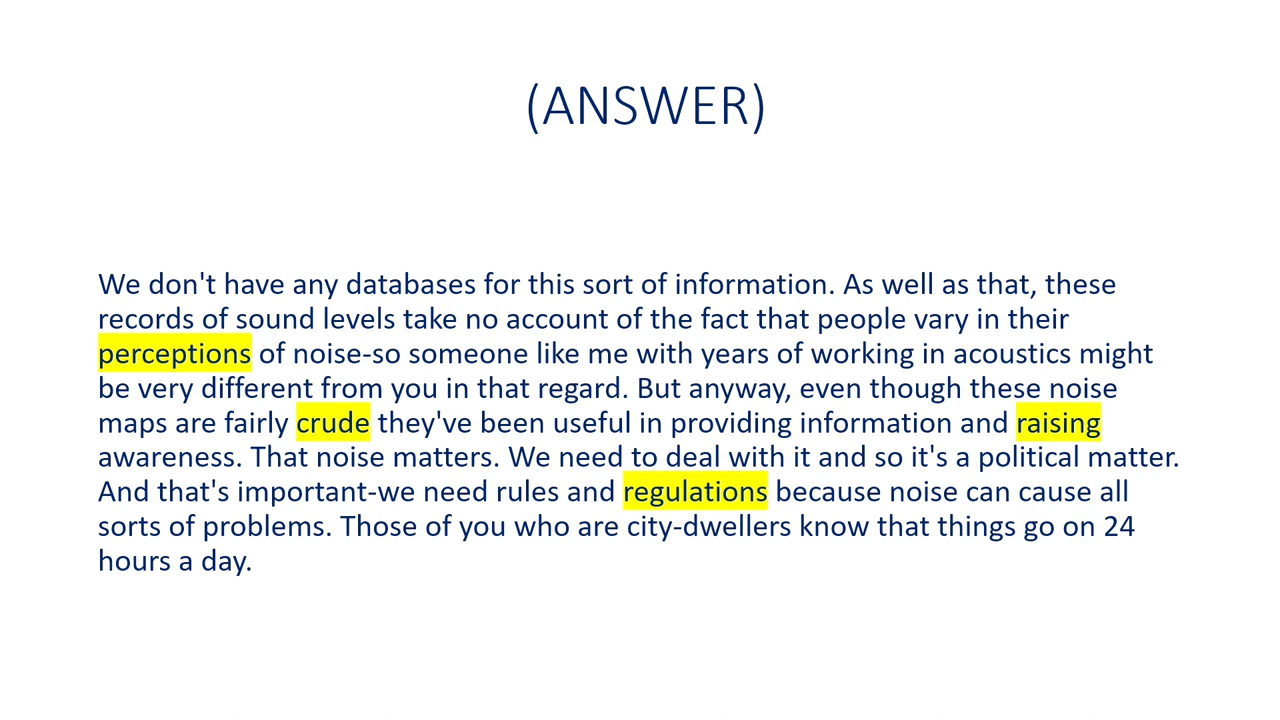 (ANSWER)
We don't have any databases for this sort of information. As well as that, these
records of sound levels take no account of the fact that people vary in their
perceptions of noise-so someone like me with years of working in acoustics might
be very different from you in that regard. But anyway, even though these noise
maps are fairly crude they've been useful in providing information and raising
awareness. That noise matters. We need to deal with it and so it's a political matter.
And that's important-we need rules and regulations because noise can cause all
sorts of problems. Those of you who are city-dwellers know that things go on 24
hours a day.